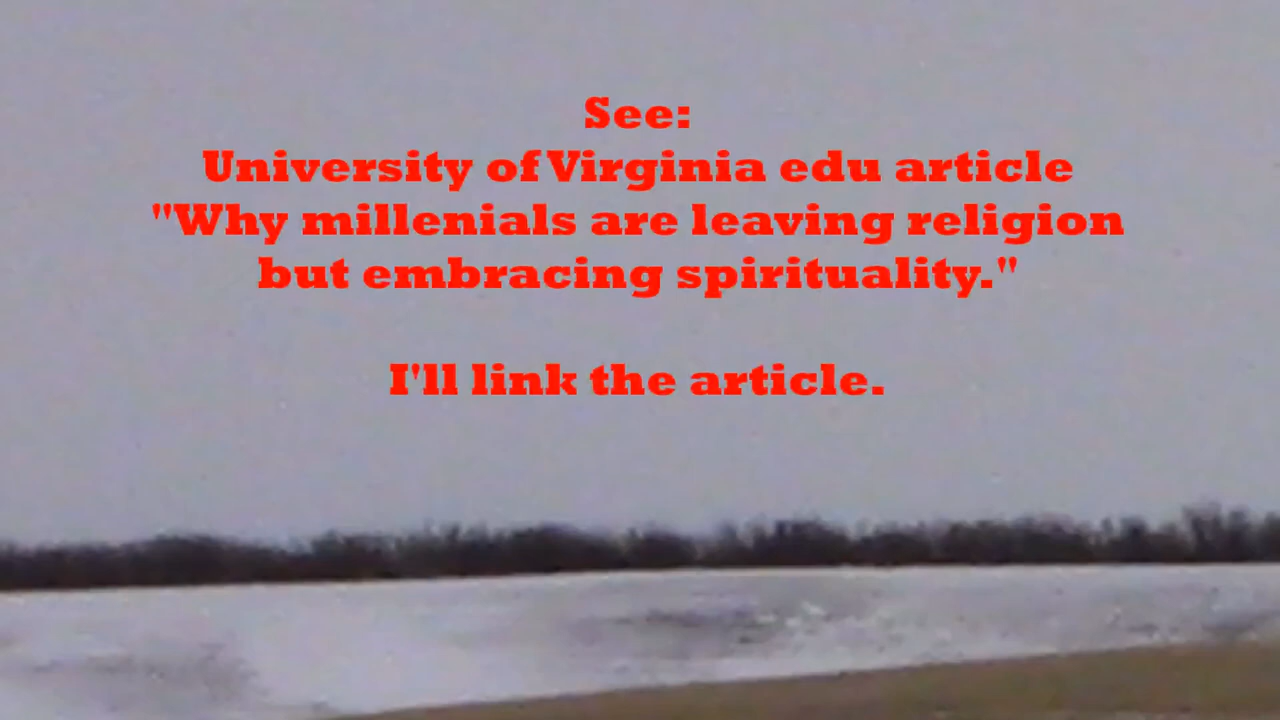 See:
University of Virginia edu article
"Why millenials are leaving religion
but embracing spirituality."
I'll link the article.